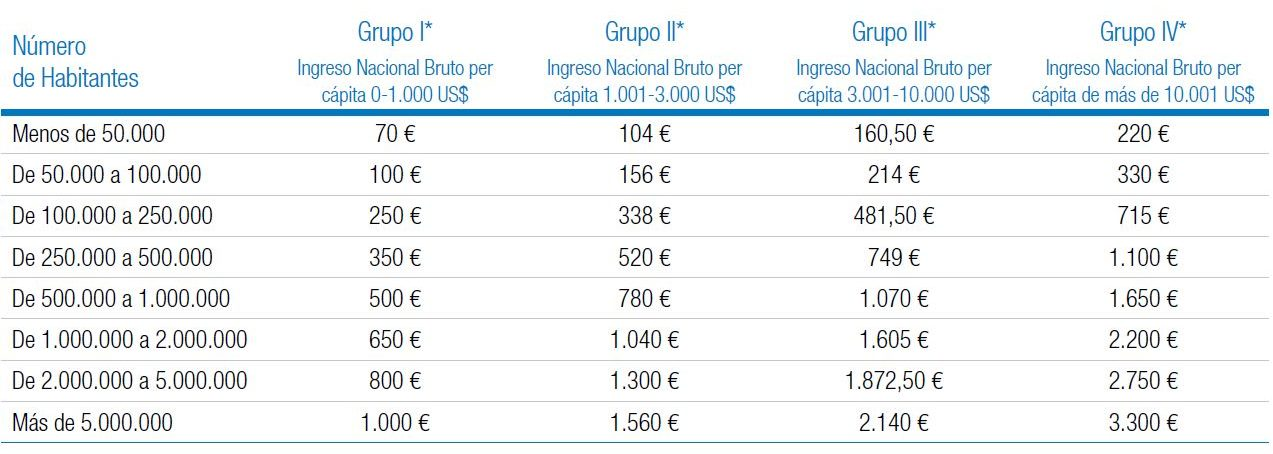 Número
de Habitantes
Grupo I*
Ingreso Nacional Bruto per
cápita 0-1.000 US$
Grupo II*
Ingreso Nacional Bruto per
cápita 1.001-3.000 US$
Grupo III*
Ingreso Nacional Bruto per
cápita 3.001-10.000 US$
Grupo IV*
Ingreso Nacional Bruto per
cápita de más de 10.001 US$
Menos de 50.000 70 € 104 € 160,50 € 220 €
De 50.000 a 100.000 100 € 156 € 214 € 330 €
De 100.000 a 250.000 250 € 338 € 481,50 € 715 €
De 250.000 a 500.000 350 € 520 € 749 € 1.100 €
De 500.000 a 1.000.000 500 € 780 € 1.070 € 1.650 €
De 1.000.000 a 2.000.000 650 € 1.040 € 1.605 € 2.200 €
De 2.000.000 a 5.000.000 800 € 1.300 € 1.872,50 € 2.750 €
Más de 5.000.000 1.000 € 1.560 € 2.140 € 3.300 €